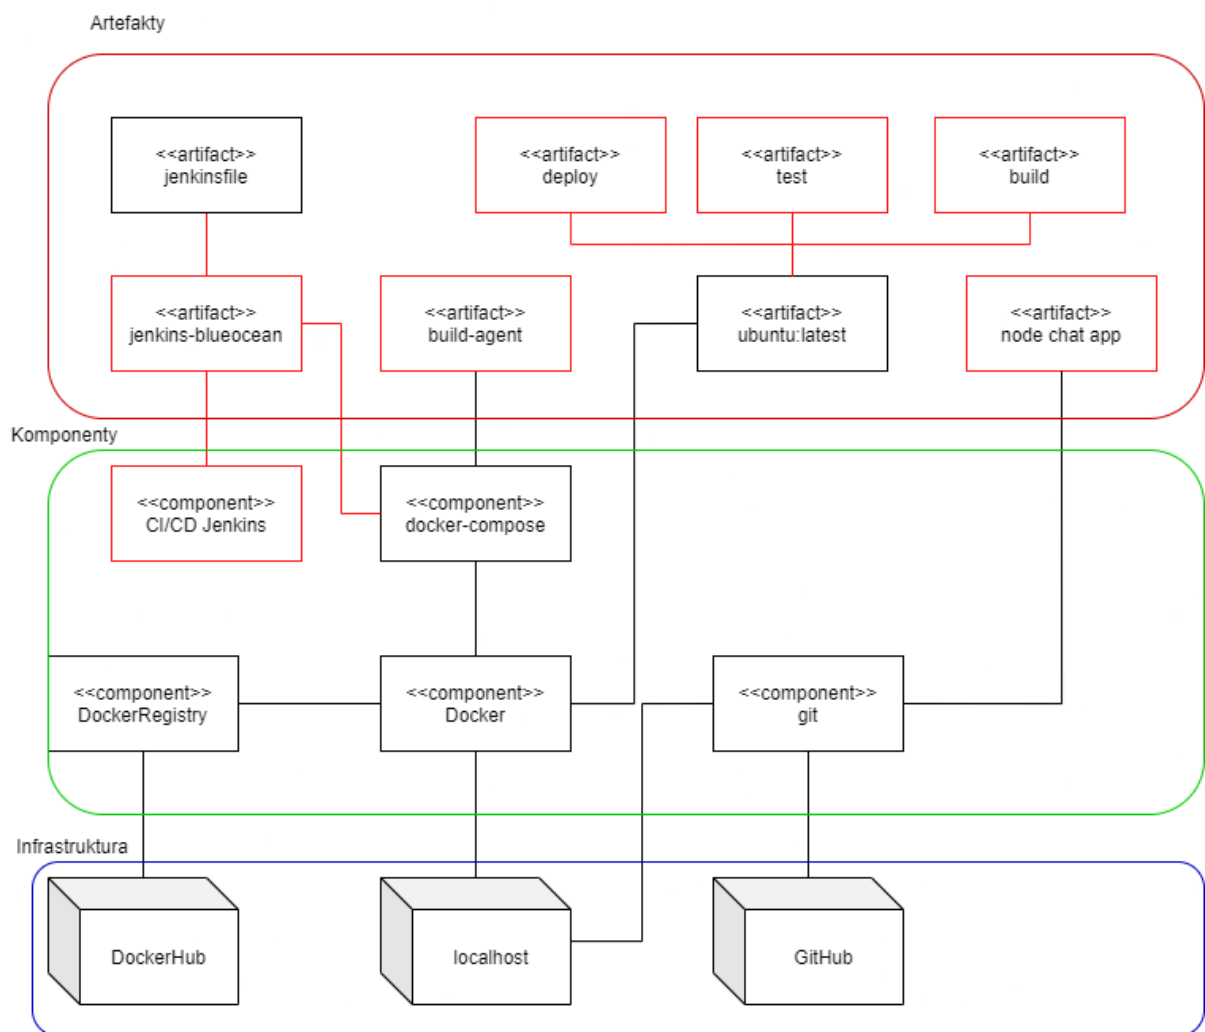 Artefakty
<<artifact>>
jenkinsfile
<<artifact>>
deploy
<<artifact>>
test
<<artifact>>
build
<<artifact>>
jenkins-blueocean
<<artifact>>
build-agent
<<artifact>>
ubuntu:latest
<<artifact>>
node chat app
Komponenty
<<component>>
CI/CD Jenkins
<<component>>
docker-compose
<<component>>
DockerRegistry
<<component>>
Docker
<<component>>
git
Infrastruktura
DockerHub
localhost
GitHub